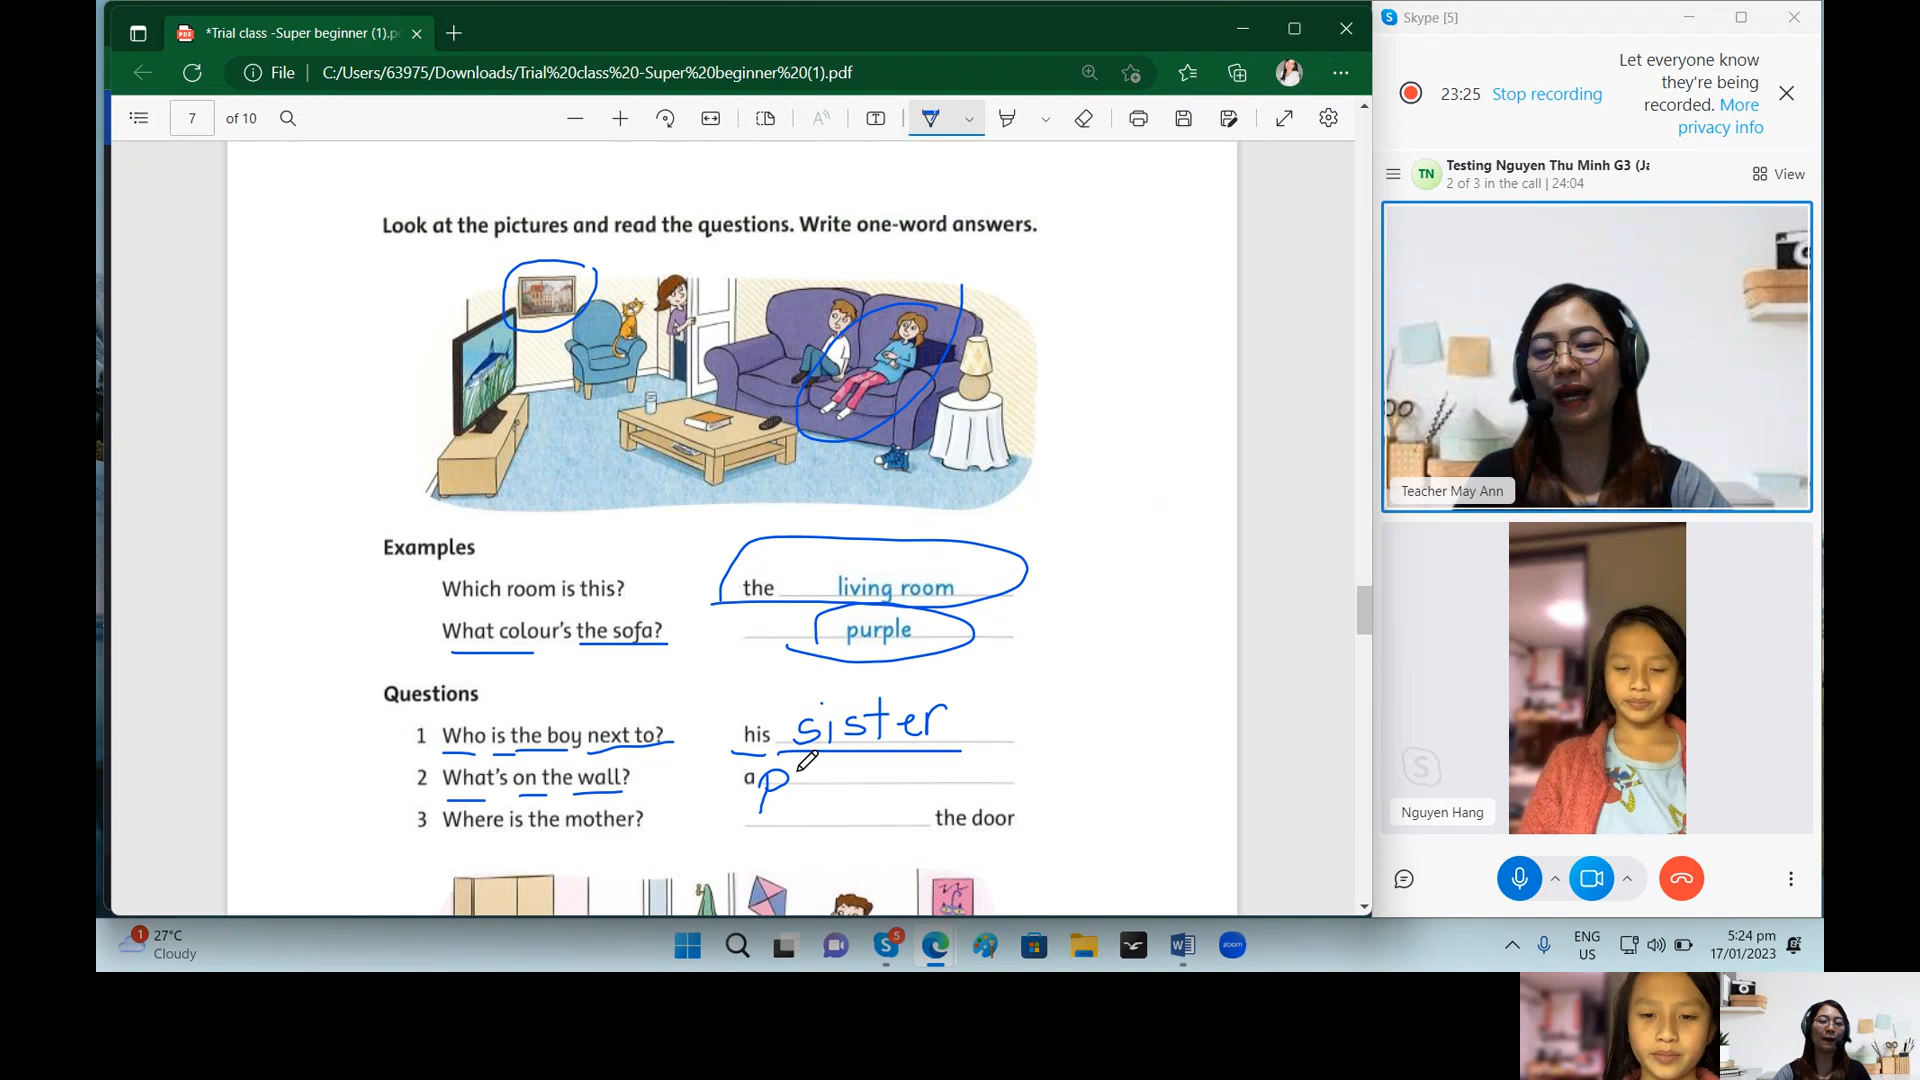 *Trial class -Super beginner (1).p
Skype [5]
File
C:/Users/63975/Downloads/Trial%20class%20-Super%20beginner%20(1).pdf
7 of 10
23:25 Stop recording
Let everyone know
they're being
recorded. More
privacy info
TN
Testing Nguyen Thu Minh G3 (Ja
2 of 3 in the call | 24:04
View
Look at the pictures and read the questions. Write one-word answers.
Teacher May Ann
Examples
Which room is this? the living room
What colour's the sofa? purple
Questions
1 Who is the boy next to? his sister
2 What's on the wall? a p
3 Where is the mother? the door
Nguyen Hang
1
27°C
Cloudy
5
zoom
ENG
US
5:24 pm
17/01/2023